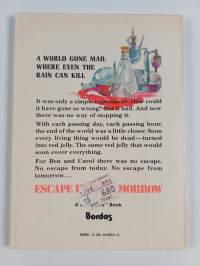 A WORLD GONE MAD.
WHERE EVEN THE
RAIN CAN KILL
It was only a simple experiment. How could
it have gone so wrong? But it had. And now
there was no way of stopping it.
With each passing day, each passing hour,
the end of the world was a little closer. Soon
every living thing would be dead—turned
into red jelly. The same red jelly that would
soon cover everything.
For Ben and Carol there was no escape.
No escape from today. No escape from
tomorrow...
ESCAPE MORROW
680
A Book
Bordas